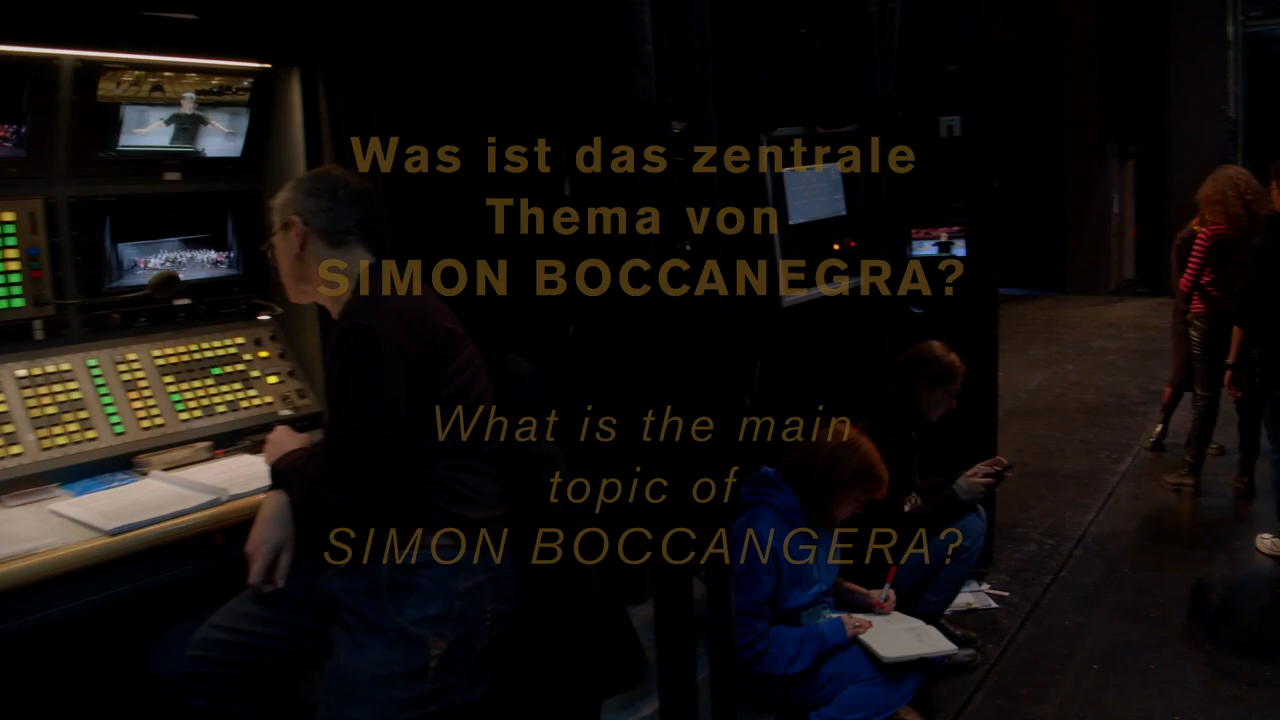 Was ist das zentrale
Thema von
SIMON BOCCANEGRA?
What is the main
topic of
SIMON BOCCANGERA?